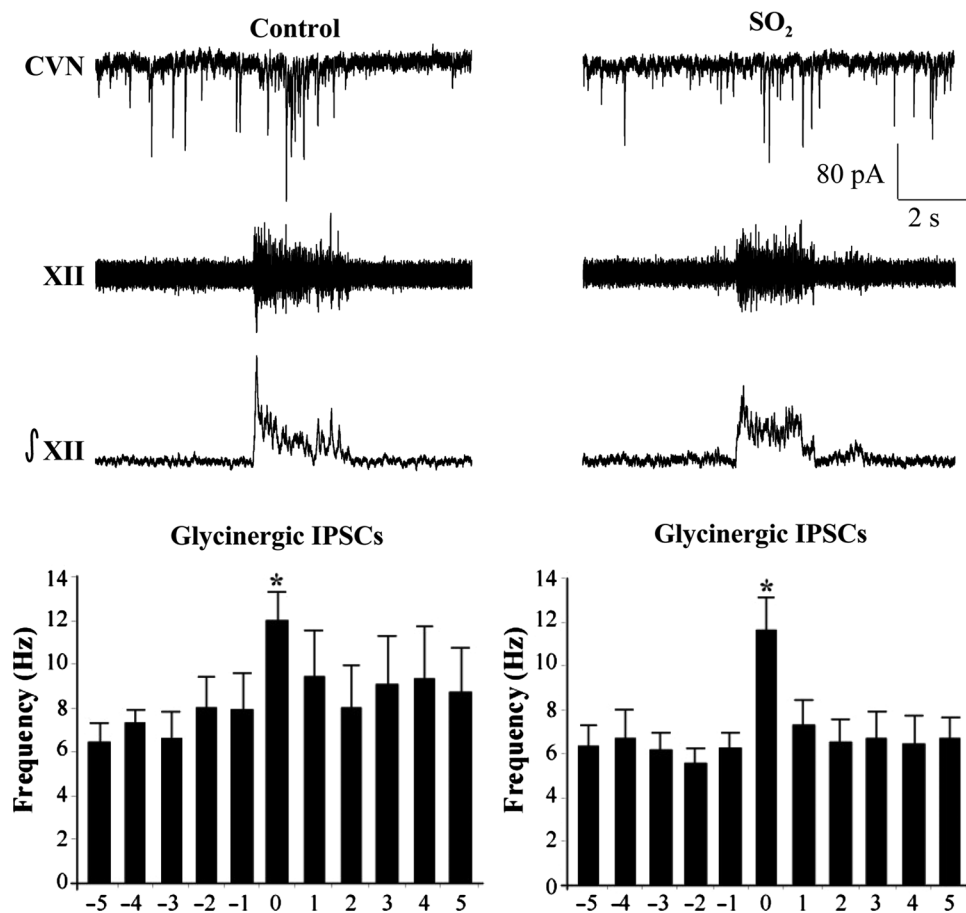 Control SO₂
CVN
80 pA
2 s
XII
∫ XII
Glycinergic IPSCs
Frequency (Hz)
14
12
10
8
6
4
2
0
*
−5 −4 −3 −2 −1 0 1 2 3 4 5
Glycinergic IPSCs
Frequency (Hz)
14
12
10
8
6
4
2
0
*
−5 −4 −3 −2 −1 0 1 2 3 4 5